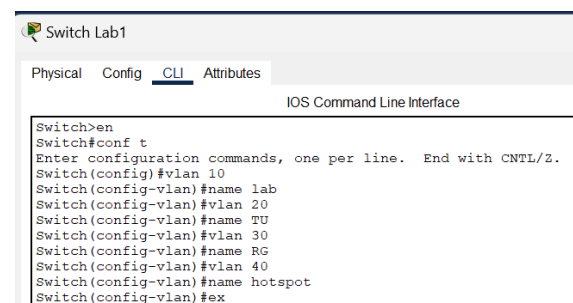 Switch Lab1
Physical Config CLI Attributes
IOS Command Line Interface
Switch>en
Switch#conf t
Enter configuration commands, one per line.  End with CNTL/Z.
Switch(config)#vlan 10
Switch(config-vlan)#name lab
Switch(config-vlan)#vlan 20
Switch(config-vlan)#name TU
Switch(config-vlan)#vlan 30
Switch(config-vlan)#name RG
Switch(config-vlan)#vlan 40
Switch(config-vlan)#name hotspot
Switch(config-vlan)#ex